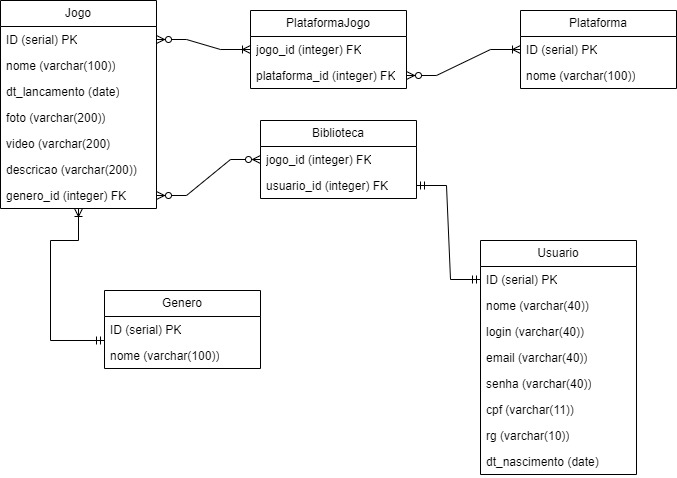 Jogo
ID (serial) PK
nome (varchar(100))
dt_lancamento (date)
foto (varchar(200))
video (varchar(200)
descricao (varchar(200))
genero_id (integer) FK
PlataformaJogo
jogo_id (integer) FK
plataforma_id (integer) FK
Plataforma
ID (serial) PK
nome (varchar(100))
Biblioteca
jogo_id (integer) FK
usuario_id (integer) FK
Usuario
ID (serial) PK
nome (varchar(40))
login (varchar(40))
email (varchar(40))
senha (varchar(40))
cpf (varchar(11))
rg (varchar(10))
dt_nascimento (date)
Genero
ID (serial) PK
nome (varchar(100))